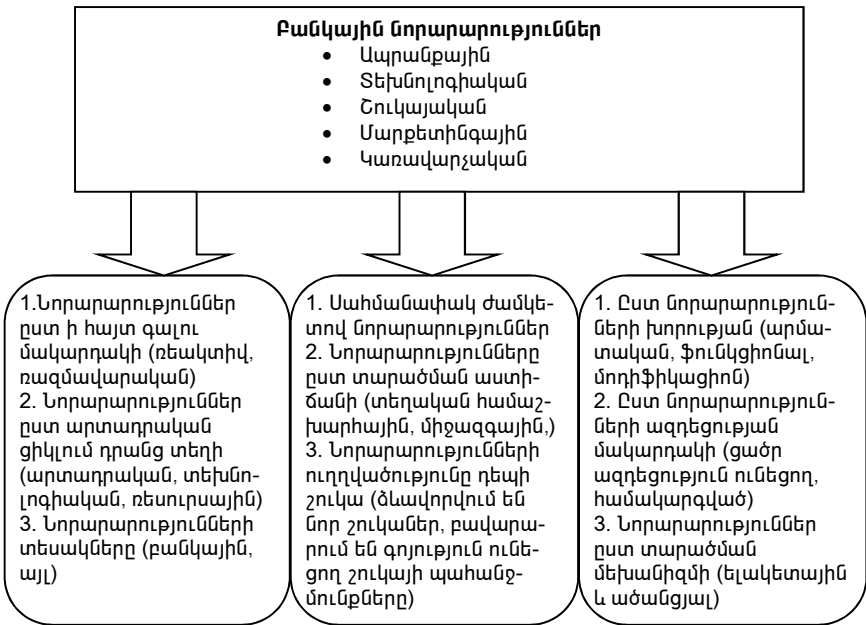 Բանկային նորարարություններ
• Ապրանքային
• Տեխնոլոգիական
• Շուկայական
• Մարքեթինգային
• Կառավարչական
1.Նորարարություններ
ըստ ի հայտ գալու
մակարդակի (ռեակտիվ,
ռազմավարական)
2. Նորարարություններ
ըստ արտադրական
ցիկլում դրանց տեղի
(արտադրական, տեխնո-
լոգիական, ռեսուրսային)
3. Նորարարությունների
տեսակները (բանկային,
այլ)
1. Սահմանափակ ժամկե-
տով նորարարություններ
2. Նորարարությունները
ըստ տարածման աստի-
ճանի (տեղական համաշ-
խարհային, միջազգային,)
3. Նորարարությունների
ուղղվածությունը դեպի
շուկա (ձևավորվում են
նոր շուկաներ, բավարա-
րում են գոյություն ունե-
ցող շուկայի պահանջ-
մունքները)
1. Ըստ նորարարություն-
ների խորության (արմա-
տական, ֆունկցիոնալ,
մոդիֆիկացիոն)
2. Ըստ նորարարություն-
ների ազդեցության
մակարդակի (ցածր
ազդեցություն ունեցող,
համակարգված)
3. Նորարարություններ
ըստ տարածման
մեխանիզմի (ելակետային
և ածանցյալ)